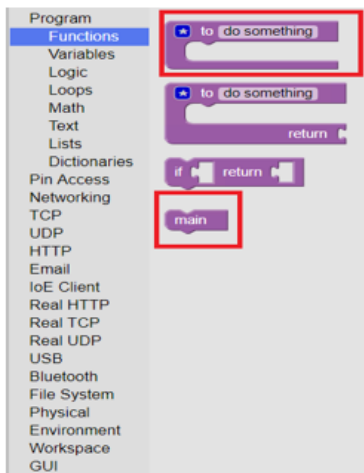 Program
Functions
Variables
Logic
Loops
Math
Text
Lists
Dictionaries
Pin Access
Networking
TCP
UDP
HTTP
Email
IoE Client
Real HTTP
Real TCP
Real UDP
USB
Bluetooth
File System
Physical
Environment
Workspace
GUI
to do something
to do something
return
if return
main